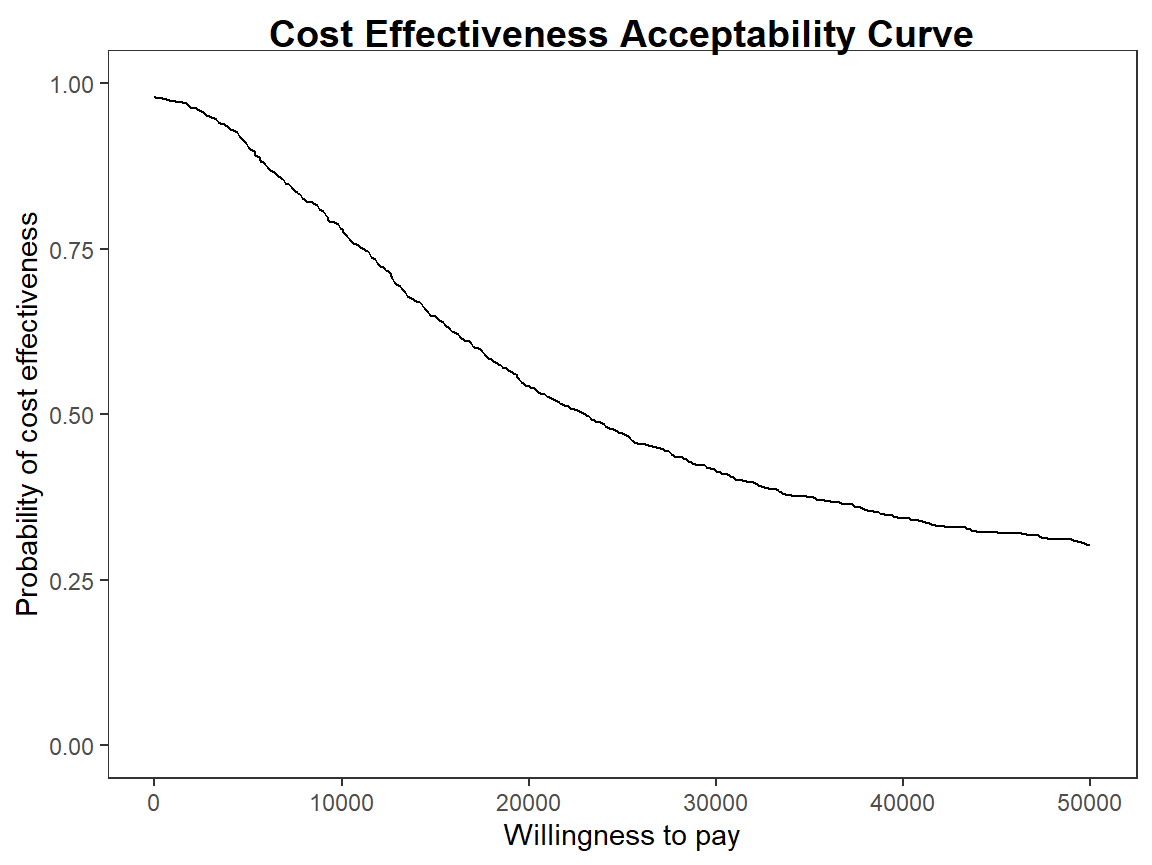 Cost Effectiveness Acceptability Curve
1.00
0.75
0.50
0.25
0.00
Probability of cost effectiveness
0 10000 20000 30000 40000 50000
Willingness to pay